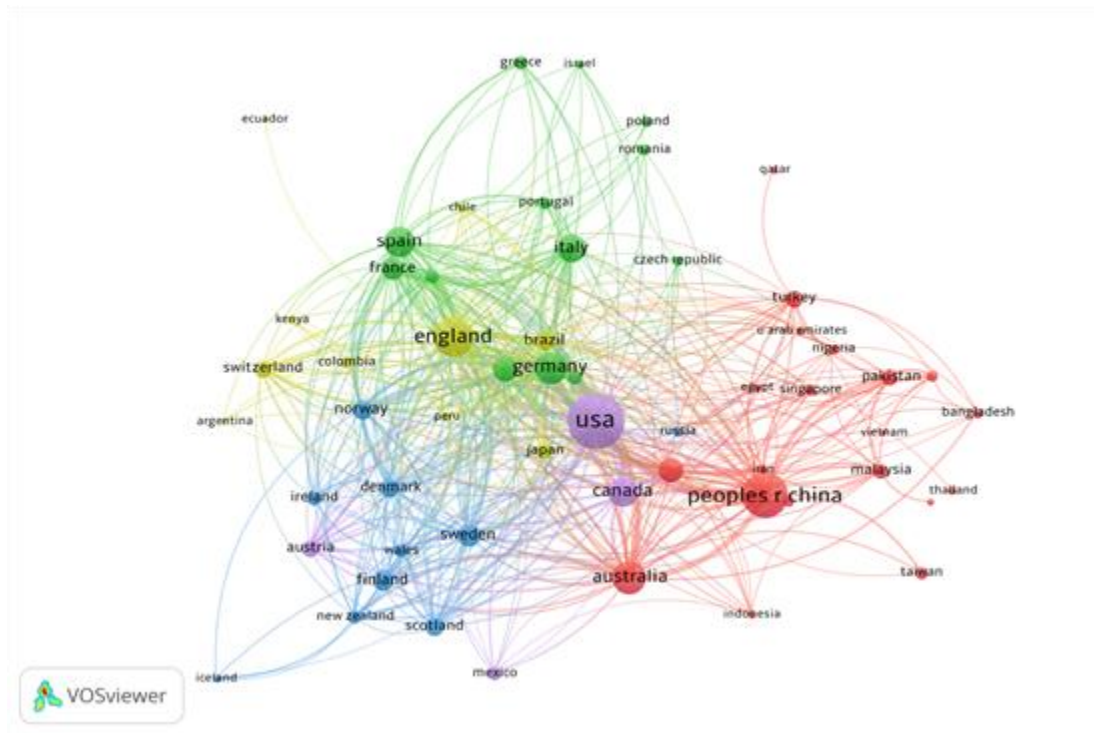 greece
israel
ecuador
poland
romania
qatar
chile
portugal
spain
italy
france
czech republic
turkey
kenya
england
brazil
u arab emirates
nigeria
switzerland
colombia
germany
pakistan
egypt
singapore
norway
peru
usa
bangladesh
argentina
russia
vietnam
japan
iran
malaysia
ireland
denmark
canada
peoples r china
thailand
austria
wales
sweden
finland
australia
taiwan
new zealand
scotland
indonesia
iceland
mexico
VOSviewer